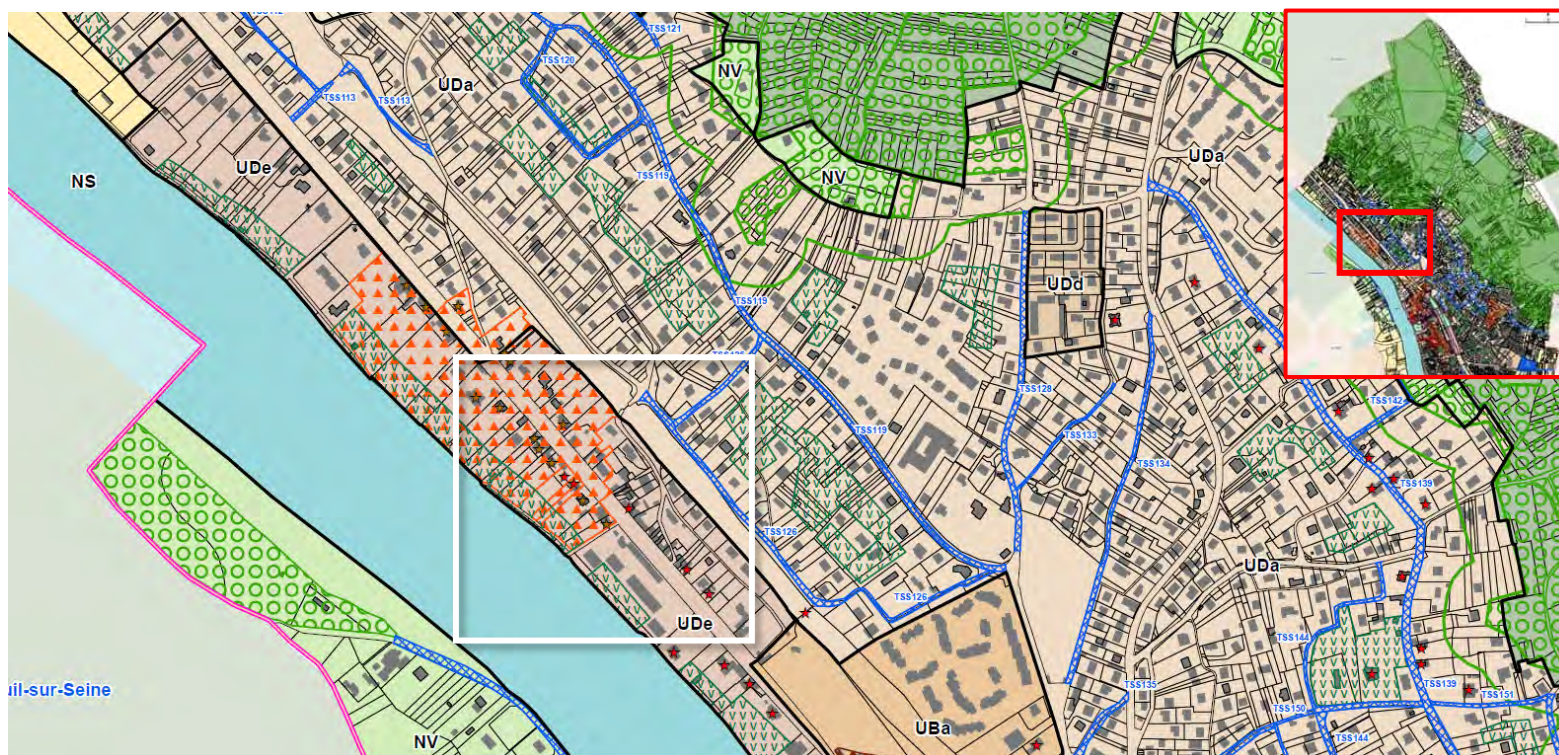 TSS121
TSS120
NV
UDa
TSS113
TSS113
UDa
UDe
TSS119
NV
NS
UDd
TSS119
TSS128
TSS142
TSS133
TSS119
TSS134
TSS139
TSS126
UDa
TSS126
UDe
TSS144
TSS139
uil-sur-Seine
TSS135
TSS151
TSS150
UBa
NV
TSS144